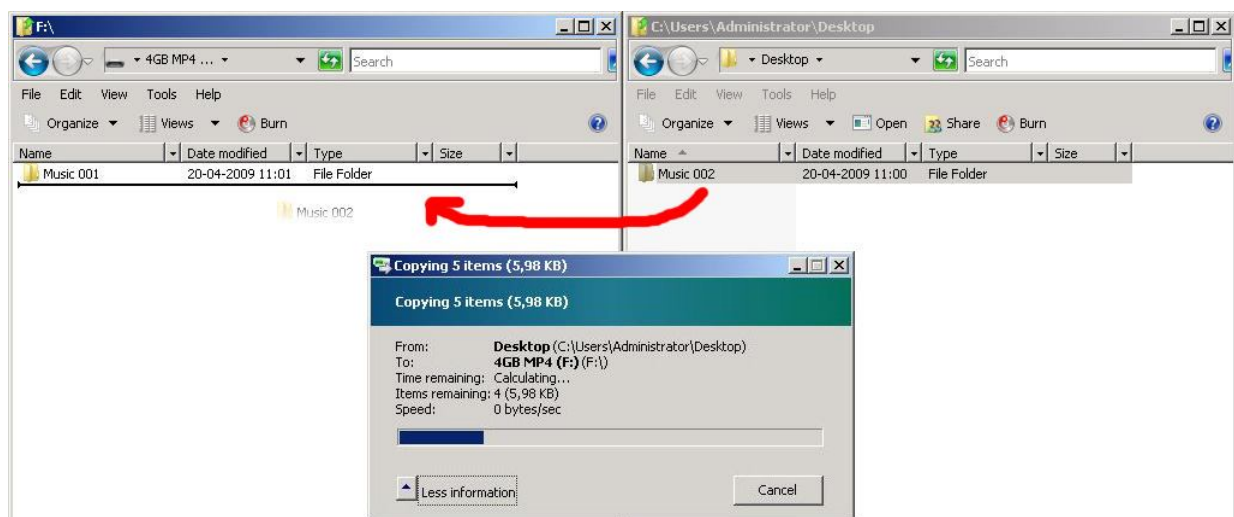 F:\
4GB MP4 ...
Search
File Edit View Tools Help
Organize Views Burn
Name Date modified Type Size
Music 001 20-04-2009 11:01 File Folder
Music 002
C:\Users\Administrator\Desktop
Desktop
Search
File Edit View Tools Help
Organize Views Open Share Burn
Name Date modified Type Size
Music 002 20-04-2009 11:00 File Folder
Copying 5 items (5,98 KB)
Copying 5 items (5,98 KB)
From: Desktop (C:\Users\Administrator\Desktop)
To: 4GB MP4 (F:) (F:\)
Time remaining: Calculating...
Items remaining: 4 (5,98 KB)
Speed: 0 bytes/sec
Less information Cancel